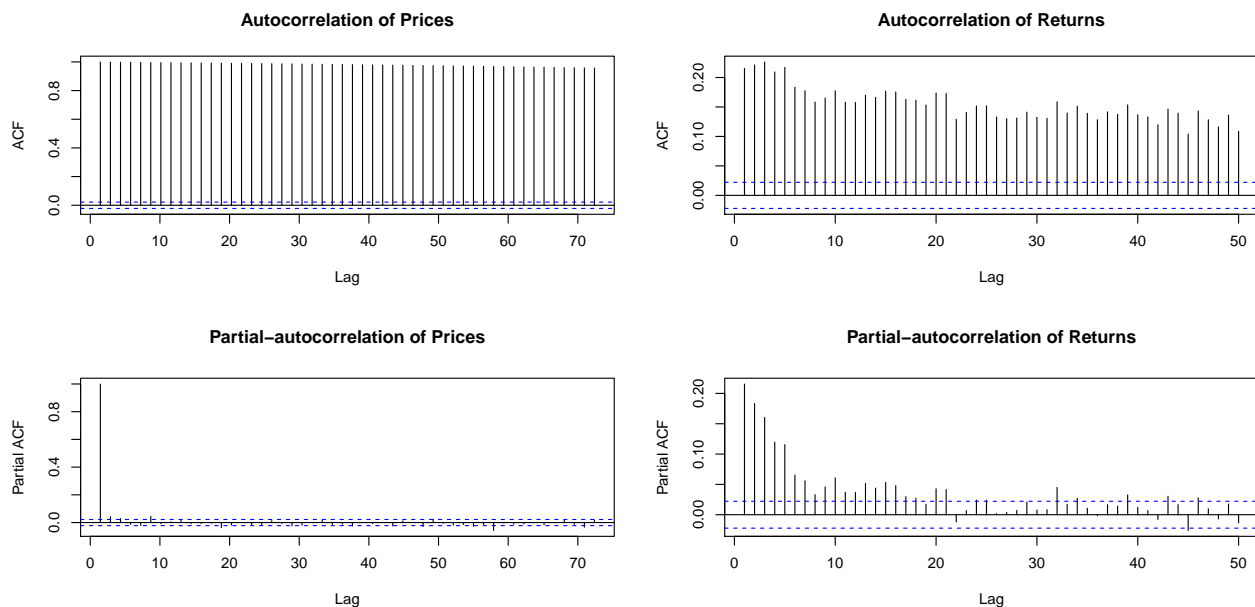 Autocorrelation of Prices
ACF
0.0 0.4 0.8
0 10 20 30 40 50 60 70
Lag
Autocorrelation of Returns
ACF
0.00 0.10 0.20
0 10 20 30 40 50
Lag
Partial−autocorrelation of Prices
Partial ACF
0.0 0.4 0.8
0 10 20 30 40 50 60 70
Lag
Partial−autocorrelation of Returns
Partial ACF
0.00 0.10 0.20
0 10 20 30 40 50
Lag